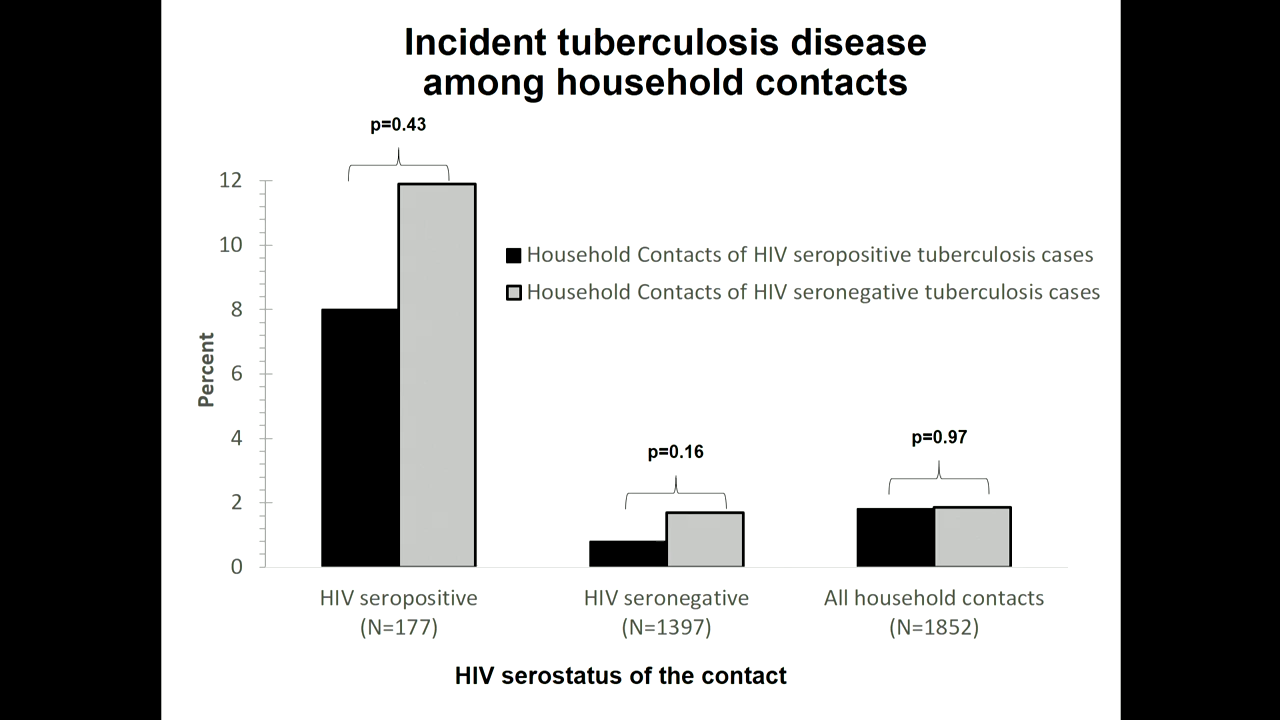 Incident tuberculosis disease
among household contacts
p=0.43
12
10
8
6
4
2
0
Percent
Household Contacts of HIV seropositive tuberculosis cases
Household Contacts of HIV seronegative tuberculosis cases
p=0.16
p=0.97
HIV seropositive
(N=177)
HIV seronegative
(N=1397)
All household contacts
(N=1852)
HIV serostatus of the contact